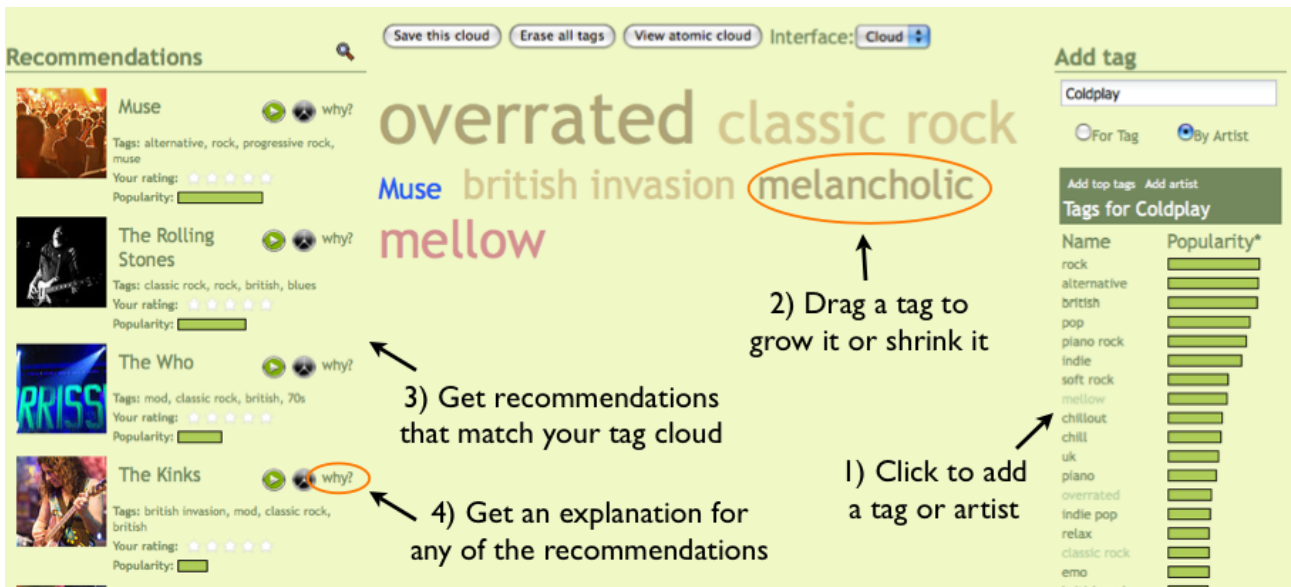 Recommendations
Muse
why?
Tags: alternative, rock, progressive rock,
muse
Your rating:
Popularity:
The Rolling
Stones
why?
Tags: classic rock, rock, british, blues
Your rating:
Popularity:
RRISS
The Who
why?
Tags: mod, classic rock, british, 70s
Your rating:
Popularity:
The Kinks
why?
Tags: british invasion, mod, classic rock,
british
Your rating:
Popularity:
Save this cloud Erase all tags View atomic cloud Interface: Cloud
overrated classic rock
Muse british invasion melancholic
mellow
2) Drag a tag to
grow it or shrink it
3) Get recommendations
that match your tag cloud
1) Click to add
a tag or artist
4) Get an explanation for
any of the recommendations
Add tag
Coldplay
For Tag By Artist
Add top tags Add artist
Tags for Coldplay
Name Popularity*
rock
alternative
british
pop
piano rock
indie
soft rock
mellow
chillout
chill
uk
piano
overrated
indie pop
relax
classic rock
emo